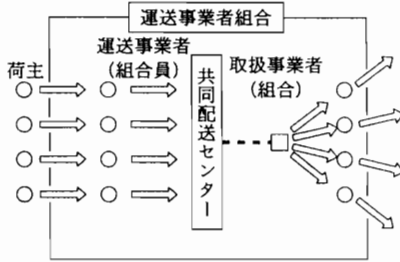 運送事業者組合
荷主
運送事業者
(組合員)
共同配送センター
取扱事業者
(組合)